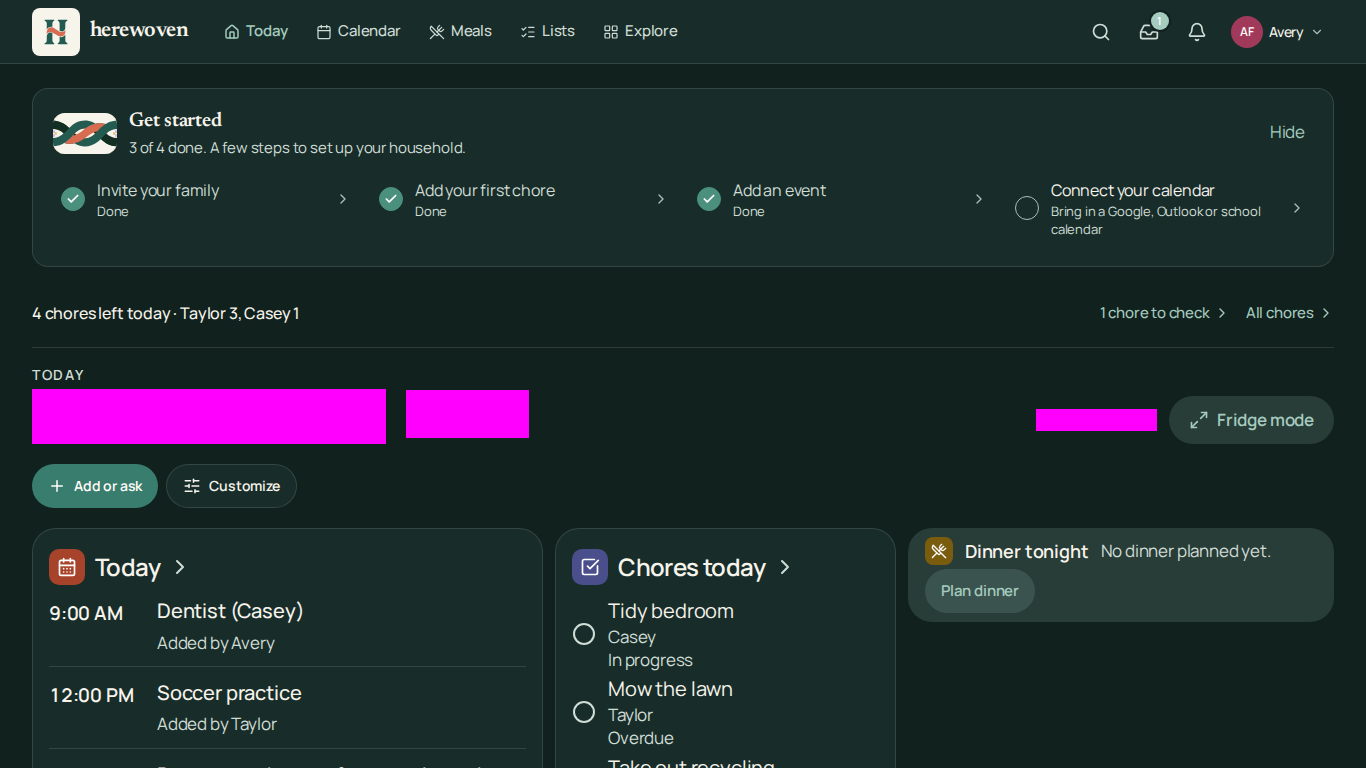 herewoven
Today
Calendar
Meals
Lists
Explore
1
AF
Avery
Get started
3 of 4 done. A few steps to set up your household.
Hide
Invite your family
Done
Add your first chore
Done
Add an event
Done
Connect your calendar
Bring in a Google, Outlook or school
calendar
4 chores left today · Taylor 3, Casey 1
1 chore to check
All chores
TODAY
Fridge mode
Add or ask
Customize
Today
9:00 AM
Dentist (Casey)
Added by Avery
12:00 PM
Soccer practice
Added by Taylor
Chores today
Tidy bedroom
Casey
In progress
Mow the lawn
Taylor
Overdue
Take out recycling
Dinner tonight
No dinner planned yet.
Plan dinner